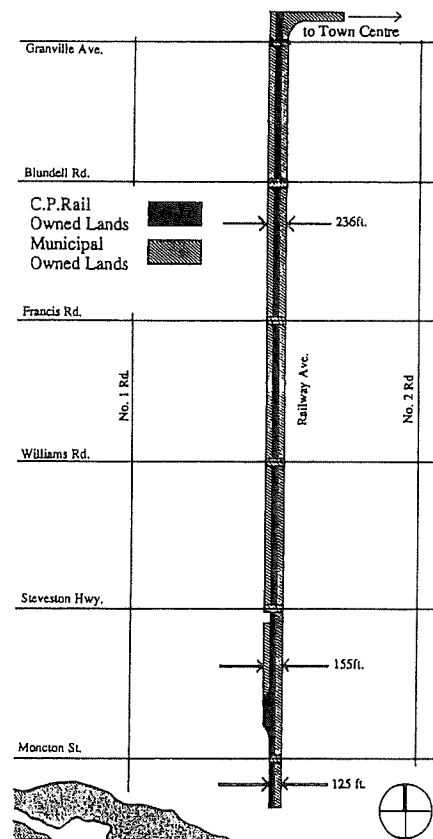 to Town Centre
Granville Ave.
Blundell Rd.
C.P.Rail
Owned Lands
Municipal
Owned Lands
236ft.
Francis Rd.
No. 1 Rd.
Railway Ave.
No. 2 Rd
Williams Rd.
Steveston Hwy.
155ft.
Moncton St.
125 ft.